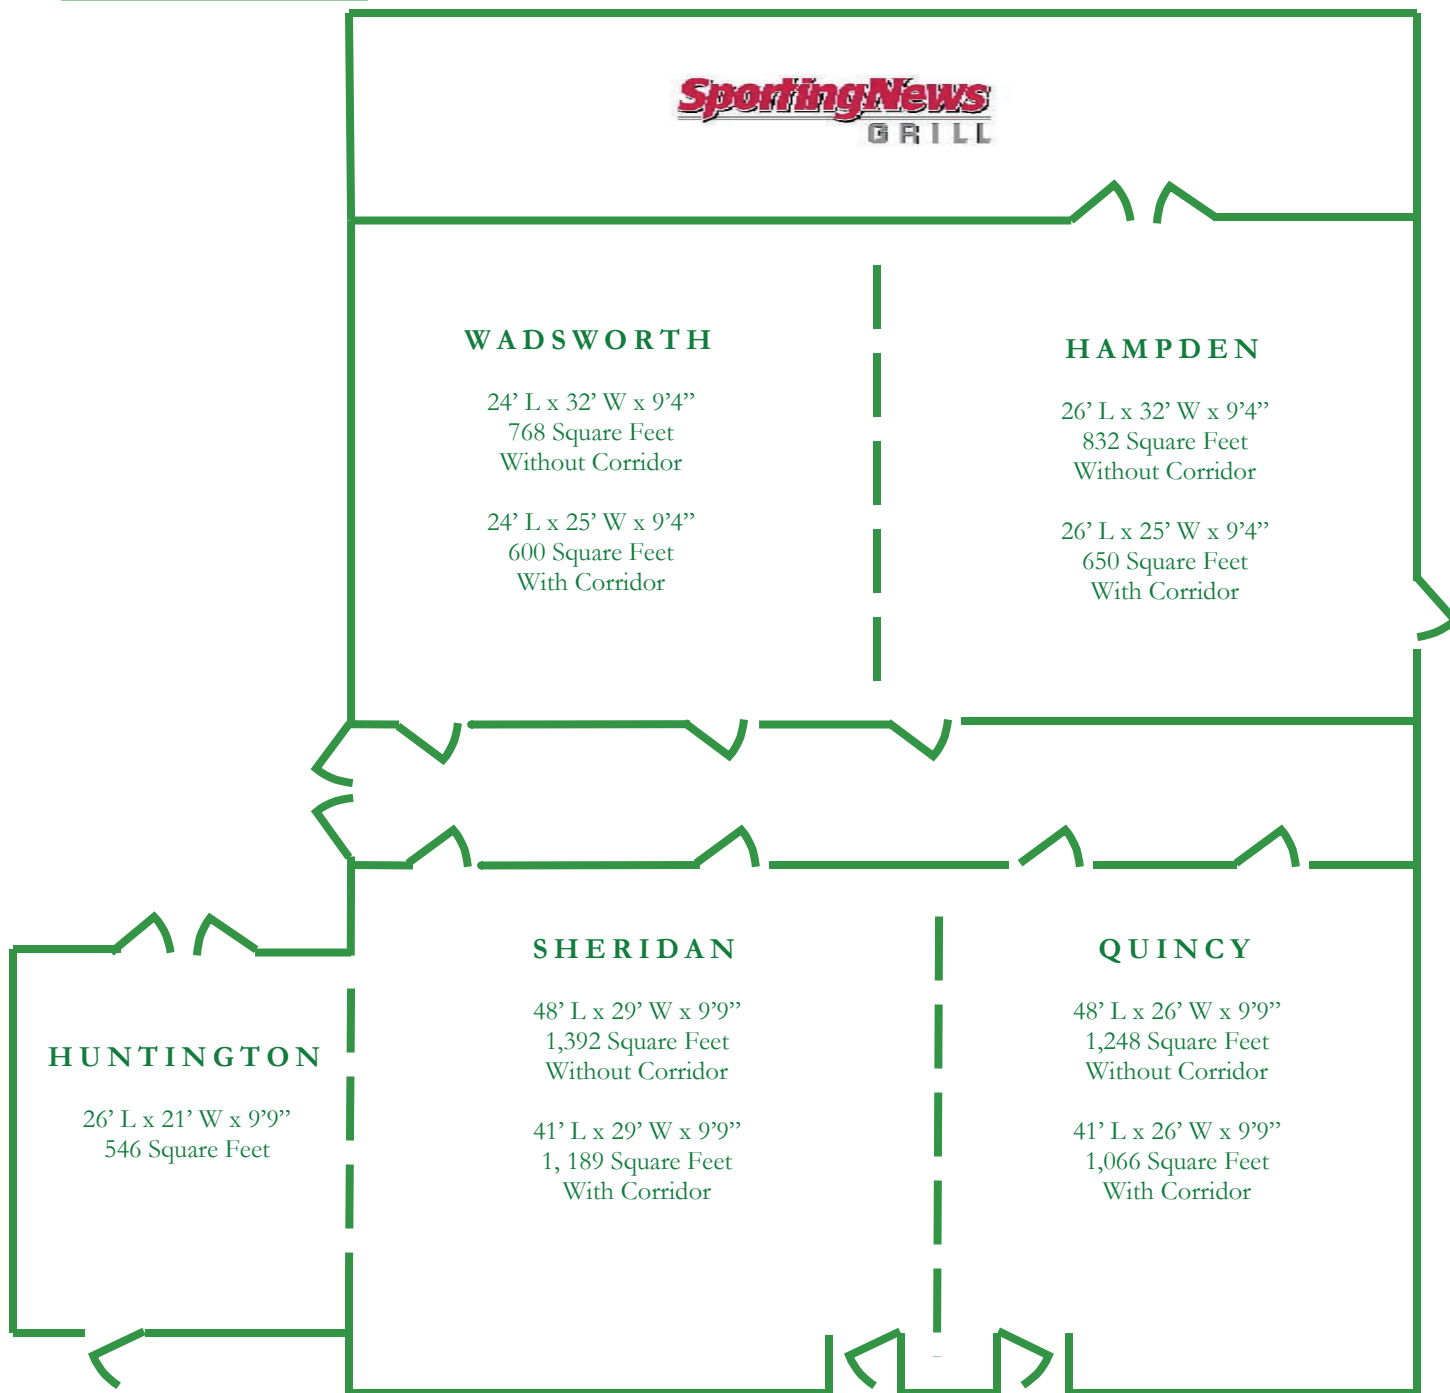 SportingNews
GRILL
WADSWORTH
24’ L x 32’ W x 9’4”
768 Square Feet
Without Corridor
24’ L x 25’ W x 9’4”
600 Square Feet
With Corridor
HAMPDEN
26’ L x 32’ W x 9’4”
832 Square Feet
Without Corridor
26’ L x 25’ W x 9’4”
650 Square Feet
With Corridor
HUNTINGTON
26’ L x 21’ W x 9’9”
546 Square Feet
SHERIDAN
48’ L x 29’ W x 9’9”
1,392 Square Feet
Without Corridor
41’ L x 29’ W x 9’9”
1, 189 Square Feet
With Corridor
QUINCY
48’ L x 26’ W x 9’9”
1,248 Square Feet
Without Corridor
41’ L x 26’ W x 9’9”
1,066 Square Feet
With Corridor